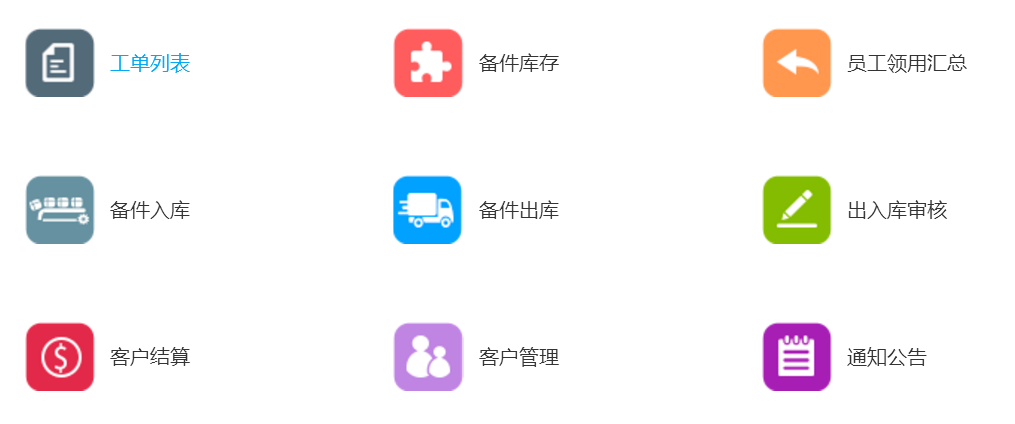 工单列表
备件库存
员工领用汇总
备件入库
备件出库
出入库审核
客户结算
客户管理
通知公告